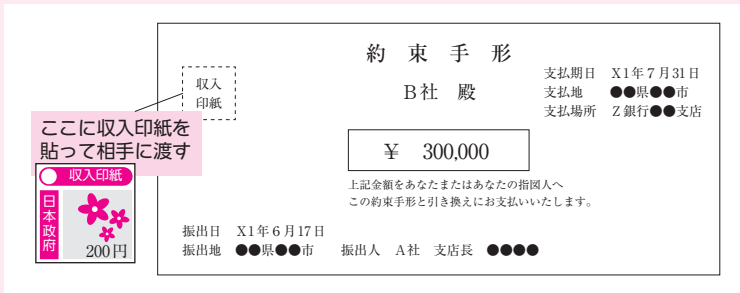 約束手形
収入
印紙
B社 殿
支払期日 X1年7月31日
支払地 ●●県●●市
支払場所 Z銀行●●支店
ここに収入印紙を
貼って相手に渡す
¥ 300,000
上記金額をあなたまたはあなたの指図人へ
この約束手形と引き換えにお支払いいたします。
収入印紙
日本政府
200円
振出日 X1年6月17日
振出地 ●●県●●市 振出人 A社 支店長 ●●●●